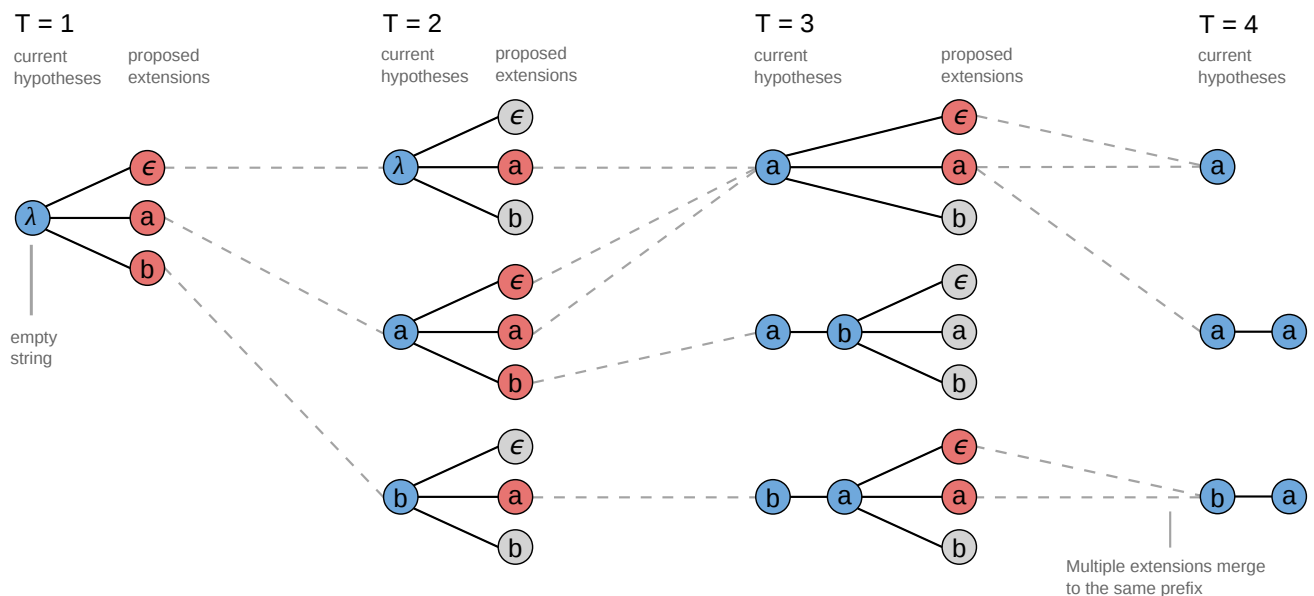 T = 1
T = 2
T = 3
T = 4
current hypotheses
proposed extensions
current hypotheses
proposed extensions
current hypotheses
proposed extensions
current hypotheses
λ
ϵ
a
b
empty string
λ
ϵ
a
b
a
ϵ
a
b
b
ϵ
a
b
a
ϵ
a
b
a b
ϵ
a
b
b a
ϵ
a
b
a
a a
b a
Multiple extensions merge
to the same prefix